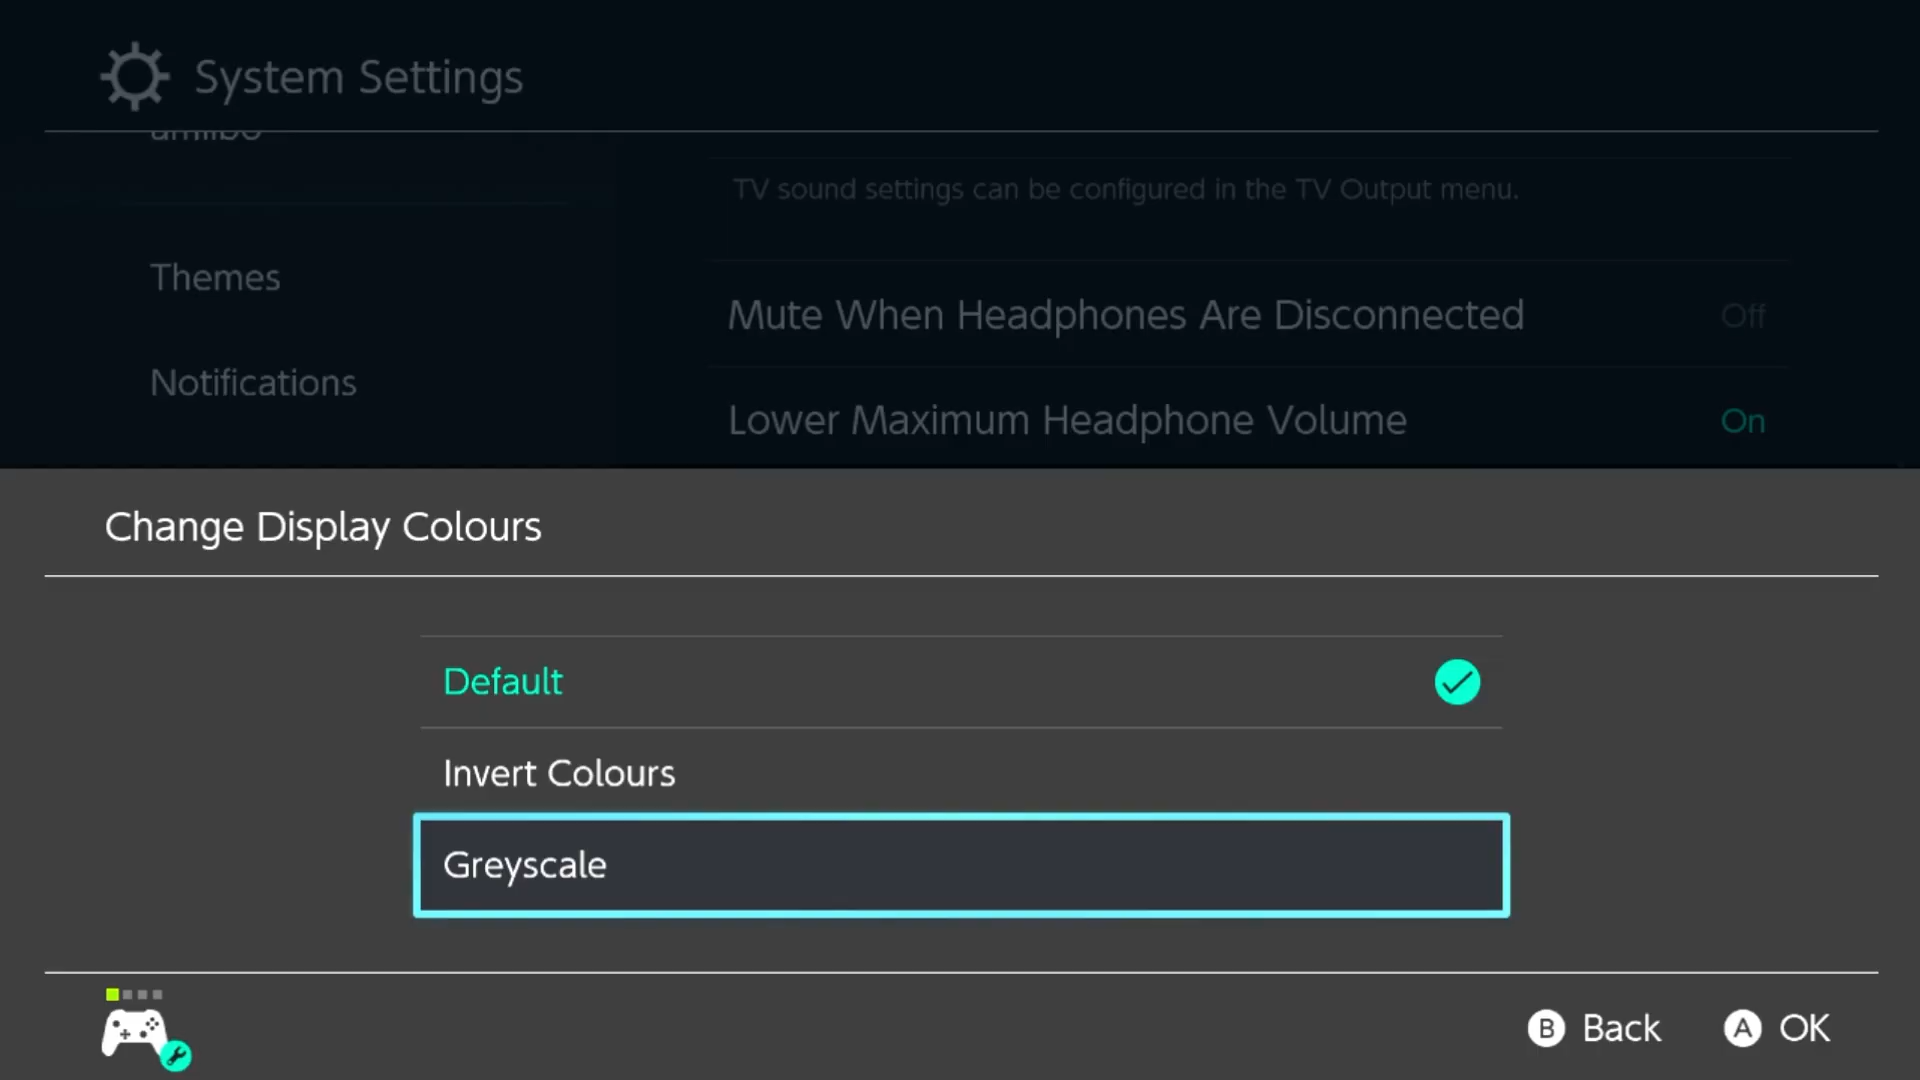 System Settings
amiibo
TV sound settings can be configured in the TV Output menu.
Themes
Mute When Headphones Are Disconnected Off
Notifications
Lower Maximum Headphone Volume On
Change Display Colours
Default
Invert Colours
Greyscale
B Back A OK